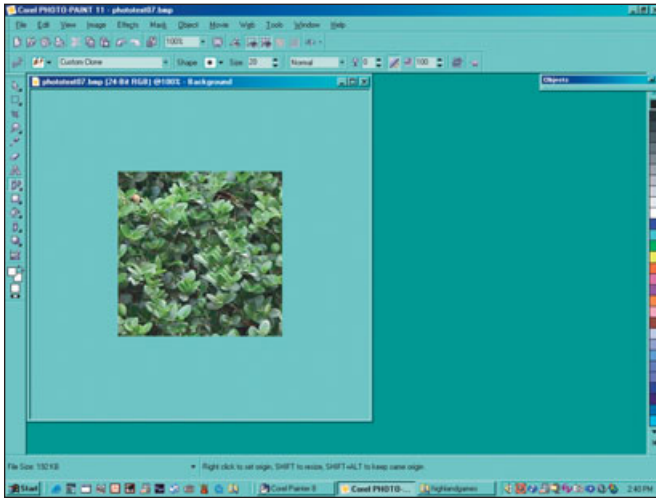 Corel PHOTO-PAINT 11 - phototext07.bmp
File Edit View Image Effects Mask Object Movie Web Tools Window Help
100%
Custom Clone Shape Size 20 Normal 0 100
phototext07.bmp (24-Bit RGB) @100% - Background
Objects
File Size: 192 KB Right click to set origin, SHIFT to resize, SHIFT+ALT to keep same origin.
Start Corel Painter 8 Corel PHOTO-... highlandgames 2:40 PM